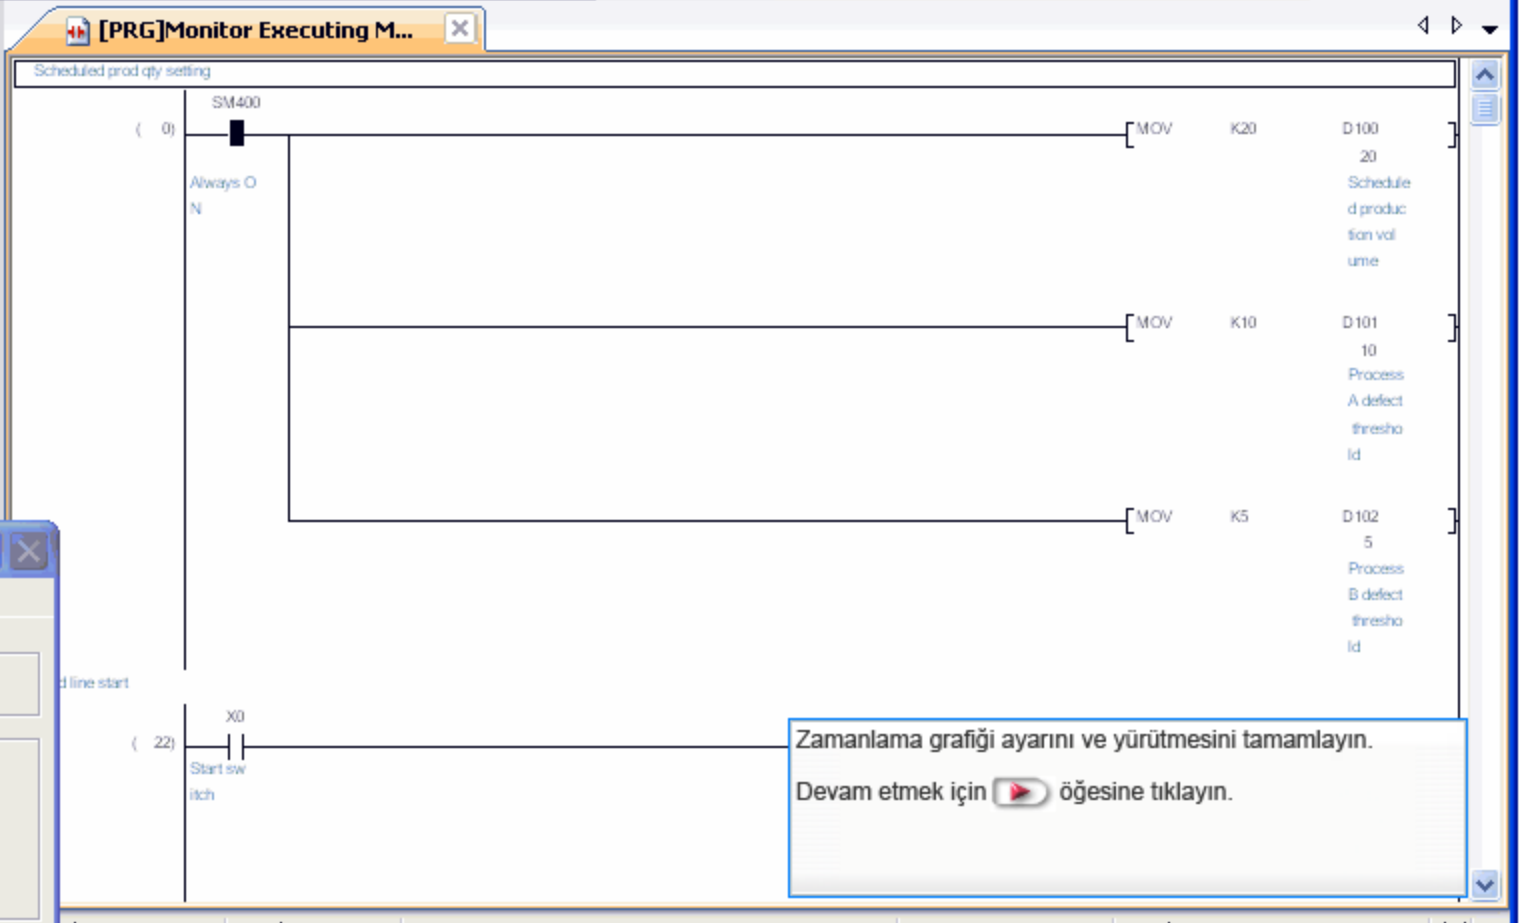 [PRG]Monitor Executing M...
Scheduled prod qty setting
SM400
( 0)
MOV K20 D100
20
Always O
N
Schedule
d produc
tion vol
ume
MOV K10 D101
10
Process
A defect
thresho
ld
MOV K5 D102
5
Process
B defect
thresho
ld
d line start
X0
( 22)
Start sw
itch
Zamanlama grafiği ayarını ve yürütmesini tamamlayın.
Devam etmek için öğesine tıklayın.